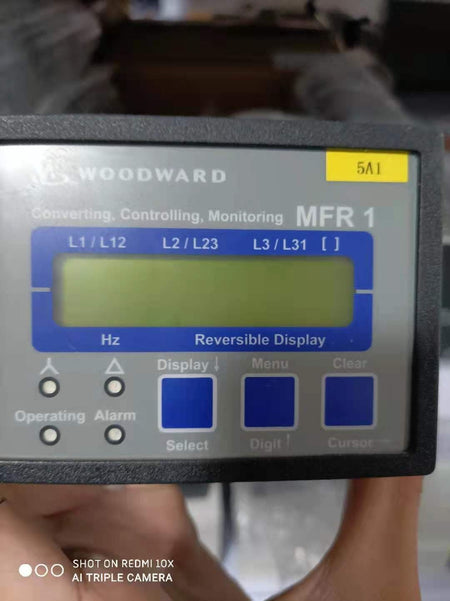 WOODWARD
5A1
Converting, Controlling, Monitoring MFR 1
L1 / L12 L2 / L23 L3 / L31 [ ]
Hz Reversible Display
Display ↓ Menu Clear
Operating Alarm
Select Digit ↑ Cursor
SHOT ON REDMI 10X
AI TRIPLE CAMERA